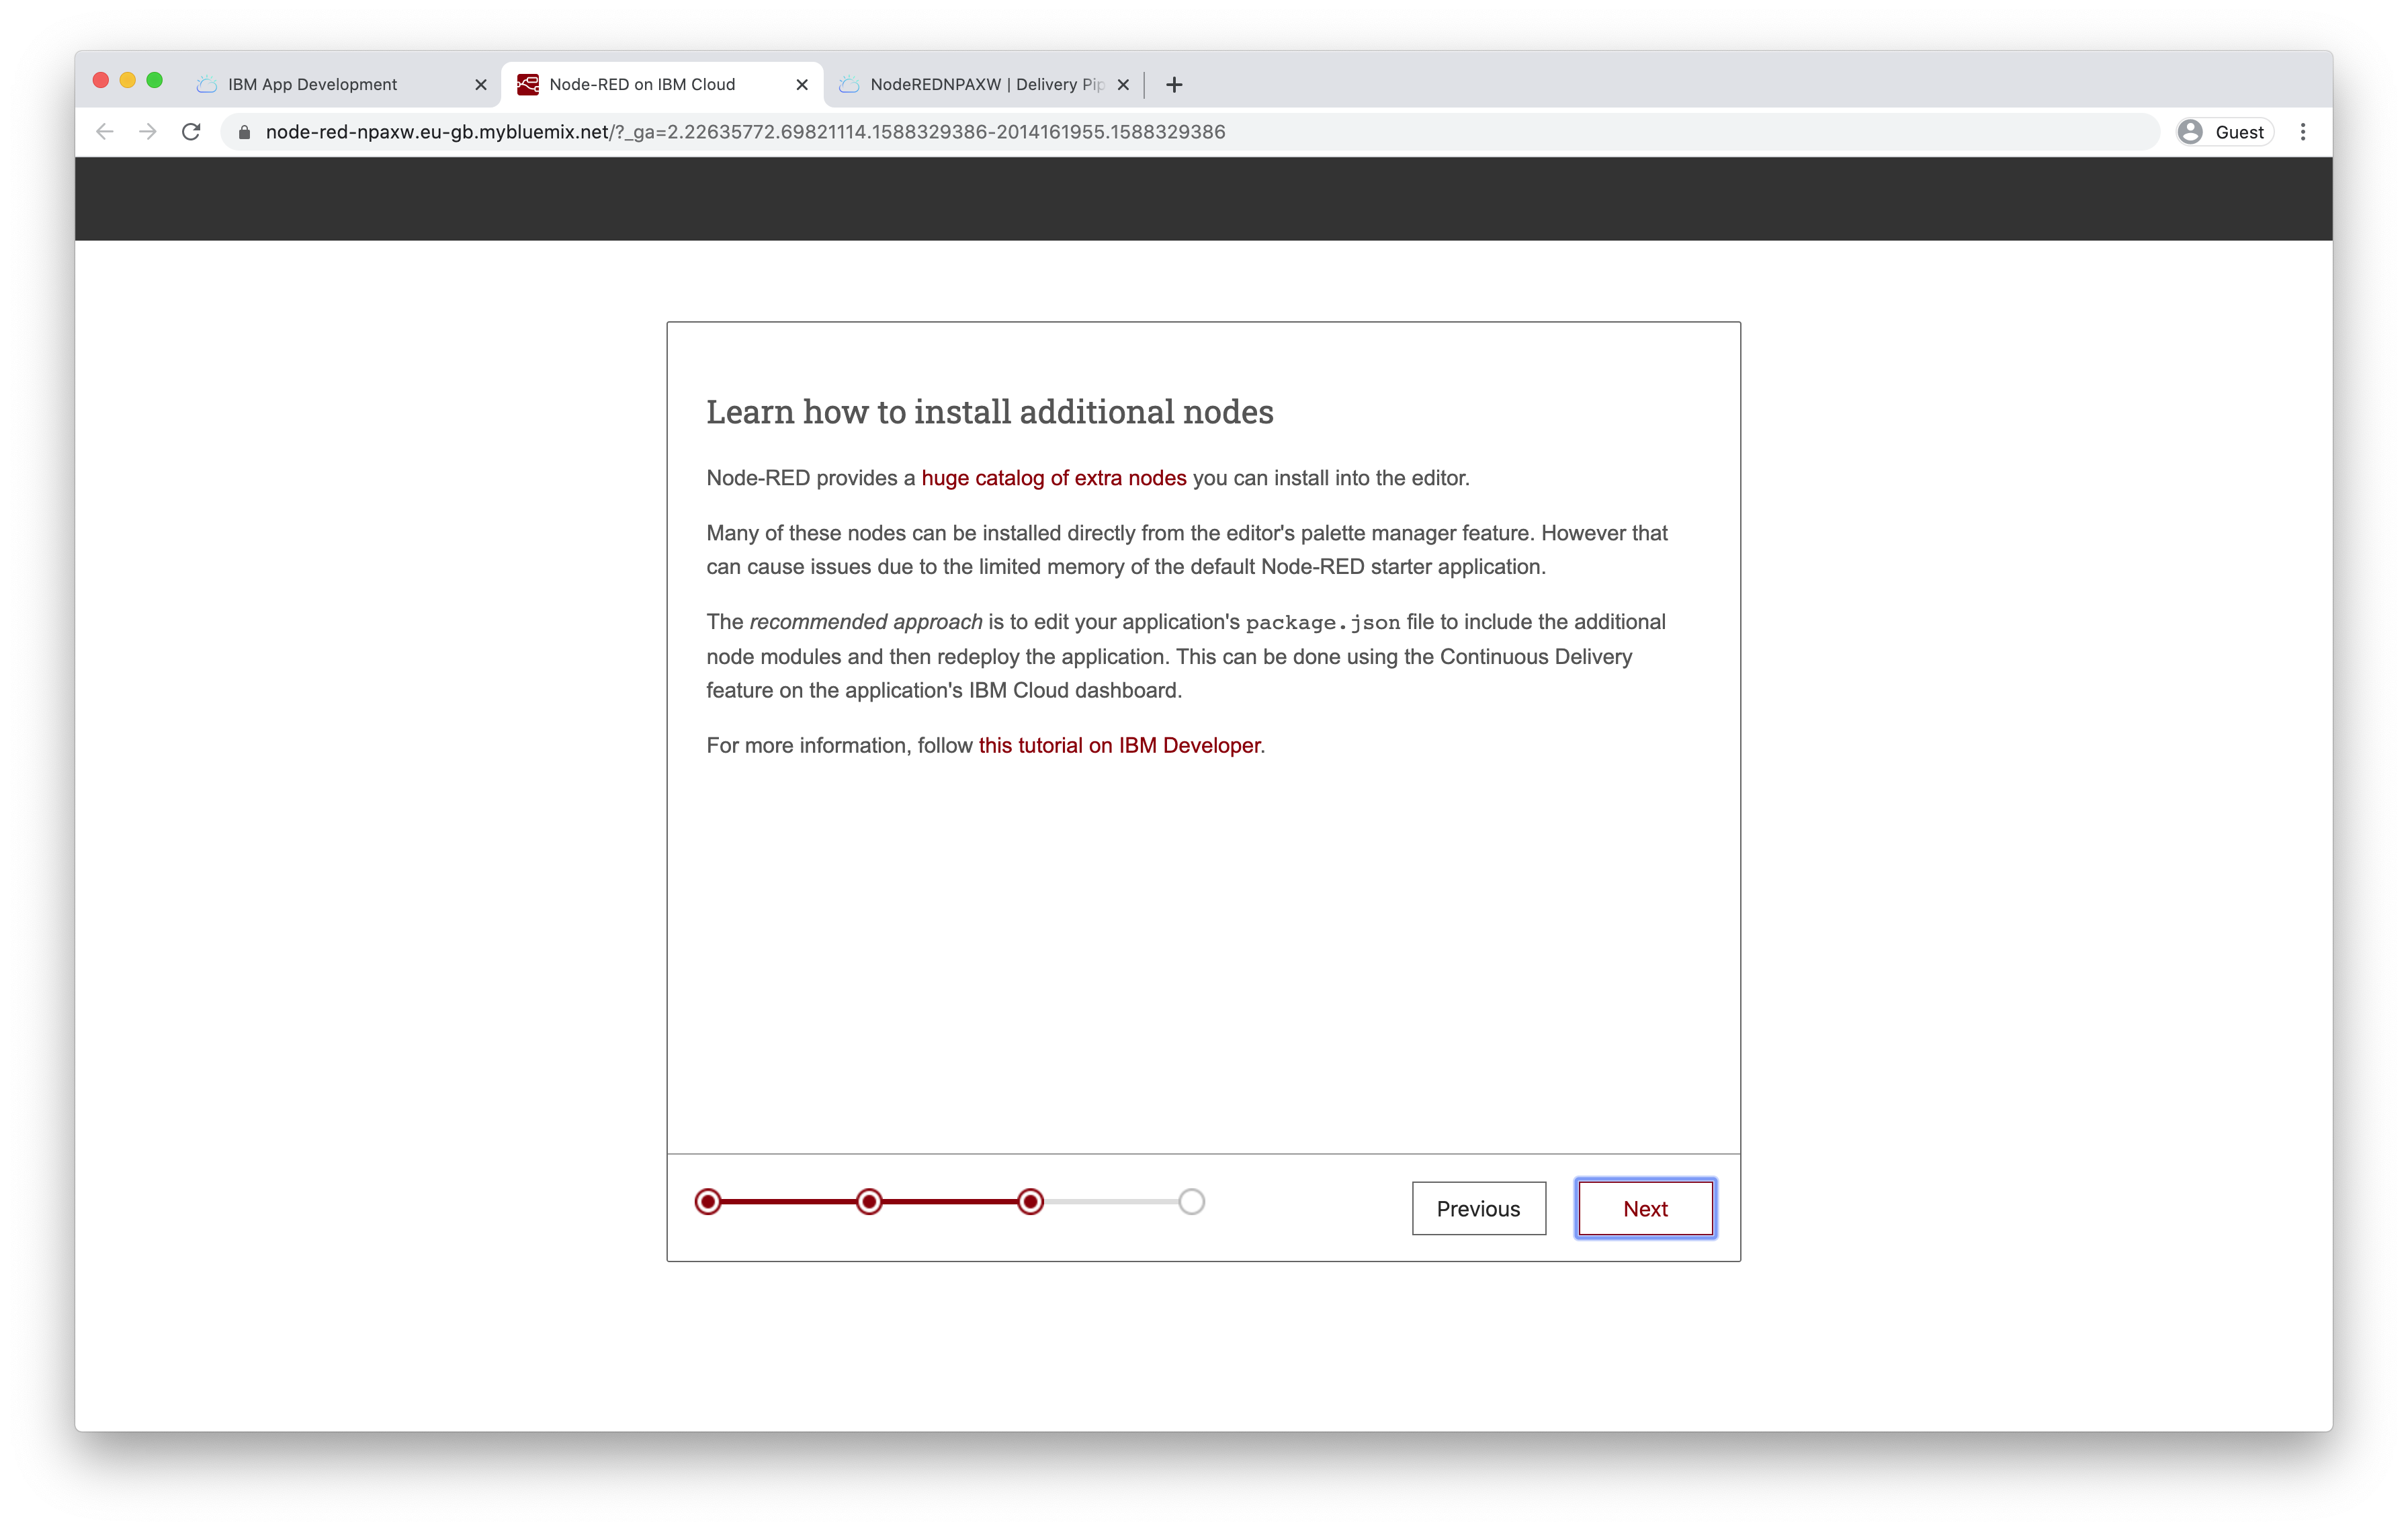 IBM App Development
Node-RED on IBM Cloud
NodeREDNPAXW | Delivery Pip
node-red-npaxw.eu-gb.mybluemix.net/?_ga=2.22635772.69821114.1588329386-2014161955.1588329386
Guest
Learn how to install additional nodes
Node-RED provides a huge catalog of extra nodes you can install into the editor.
Many of these nodes can be installed directly from the editor's palette manager feature. However that
can cause issues due to the limited memory of the default Node-RED starter application.
The recommended approach is to edit your application's package.json file to include the additional
node modules and then redeploy the application. This can be done using the Continuous Delivery
feature on the application's IBM Cloud dashboard.
For more information, follow this tutorial on IBM Developer.
Previous
Next